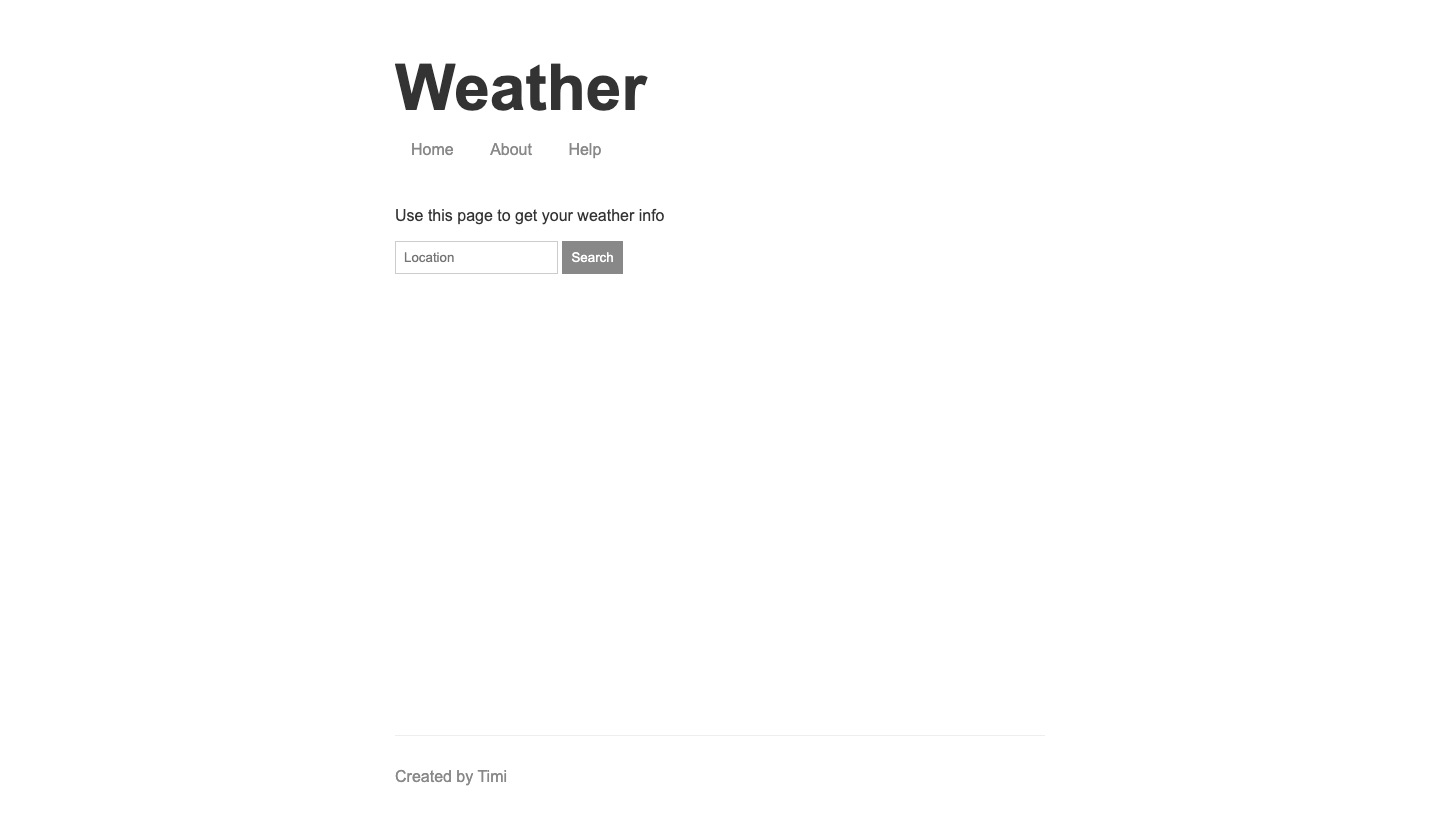 Weather
Home About Help
Use this page to get your weather info
Location Search
Created by Timi